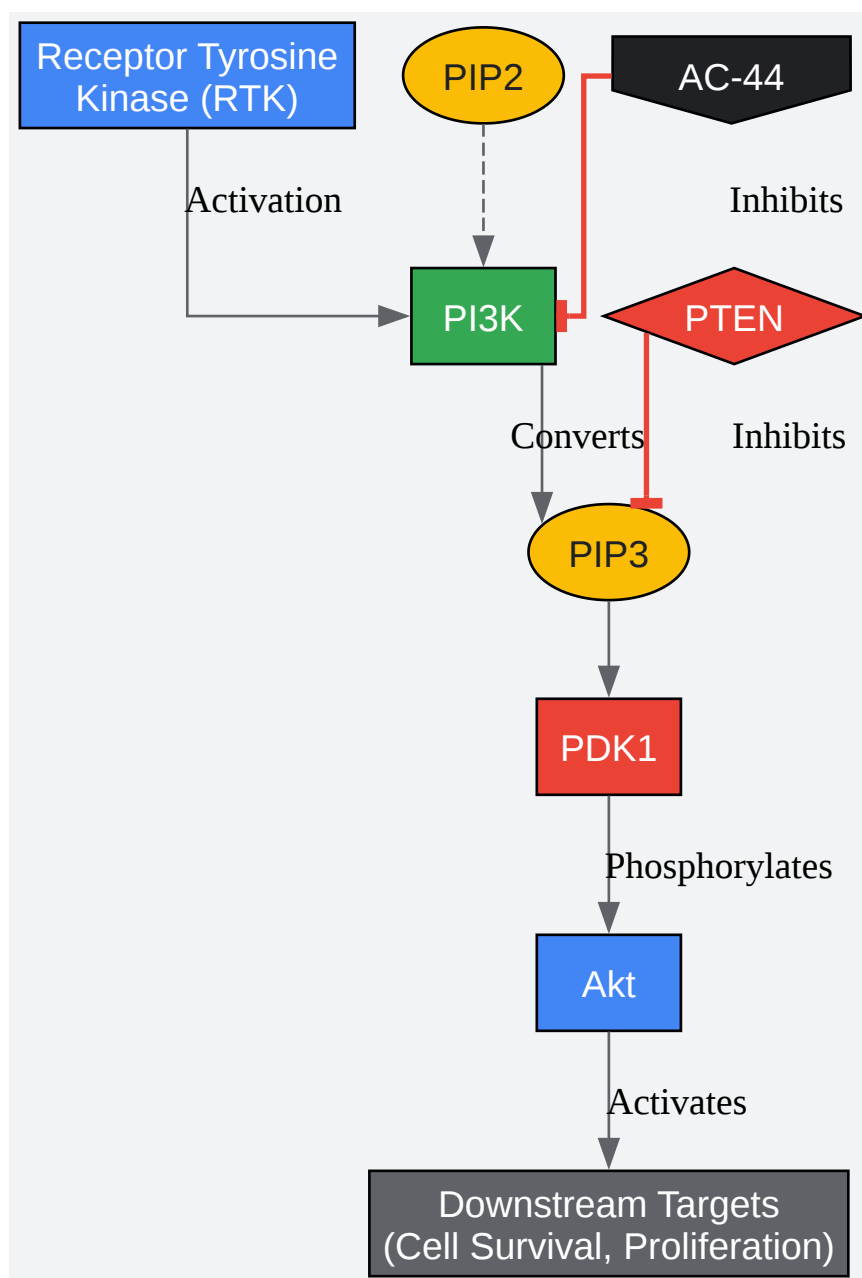 Receptor Tyrosine
Kinase (RTK)
PIP2
AC-44
Activation
Inhibits
PI3K
PTEN
Converts
Inhibits
PIP3
PDK1
Phosphorylates
Akt
Activates
Downstream Targets
(Cell Survival, Proliferation)